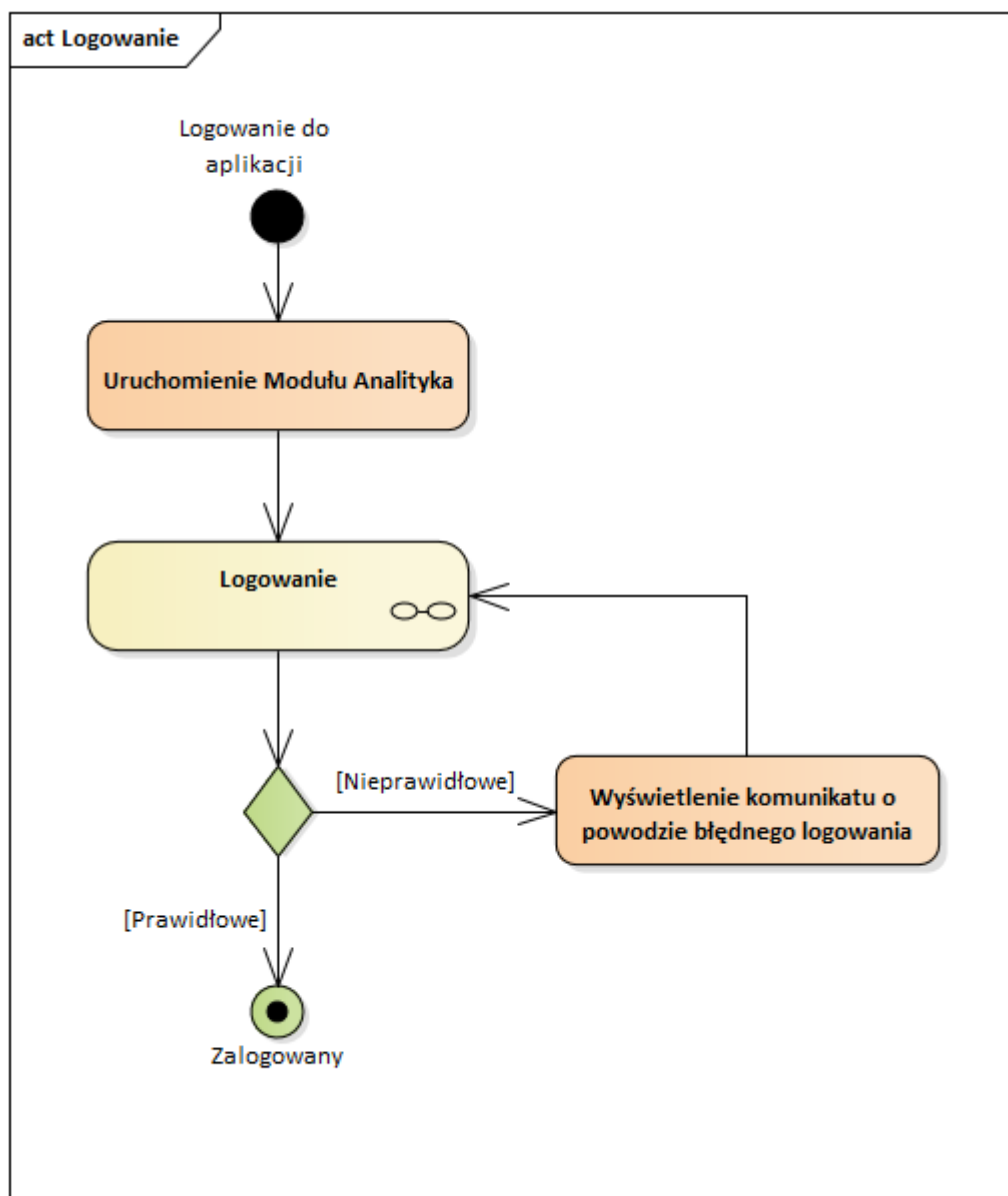 act Logowanie
Logowanie do
aplikacji
Uruchomienie Modułu Analityka
Logowanie
[Nieprawidłowe]
Wyświetlenie komunikatu o
powodzie błędnego logowania
[Prawidłowe]
Zalogowany